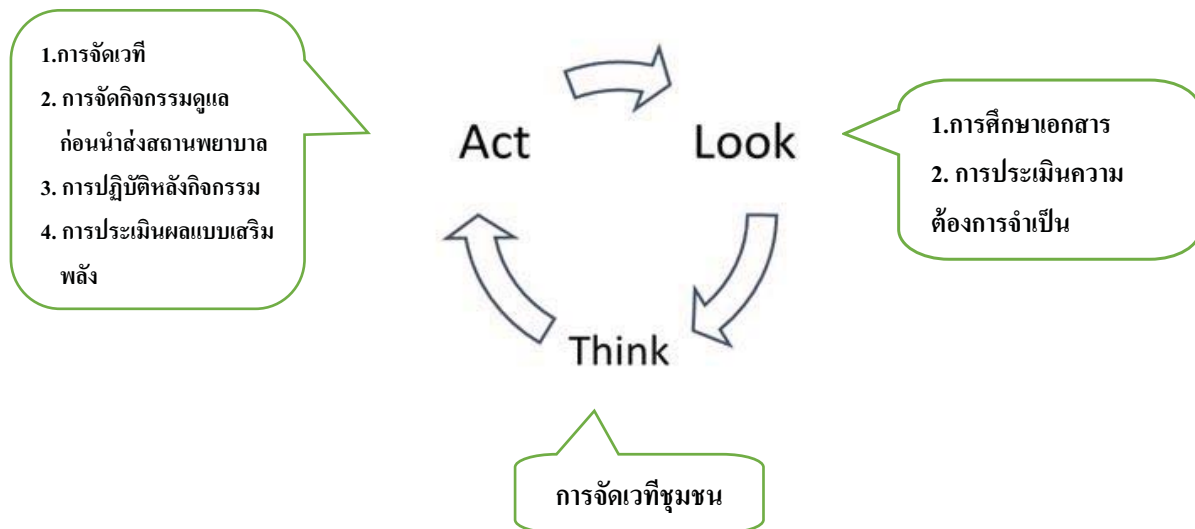 1.การจัดเวที
2. การจัดกิจกรรมดูแล
ก่อนนำส่งสถานพยาบาล
3. การปฏิบัติหลังกิจกรรม
4. การประเมินผลแบบเสริม
พลัง
Act
Look
1.การศึกษาเอกสาร
2. การประเมินความ
ต้องการจำเป็น
Think
การจัดเวทีชุมชน